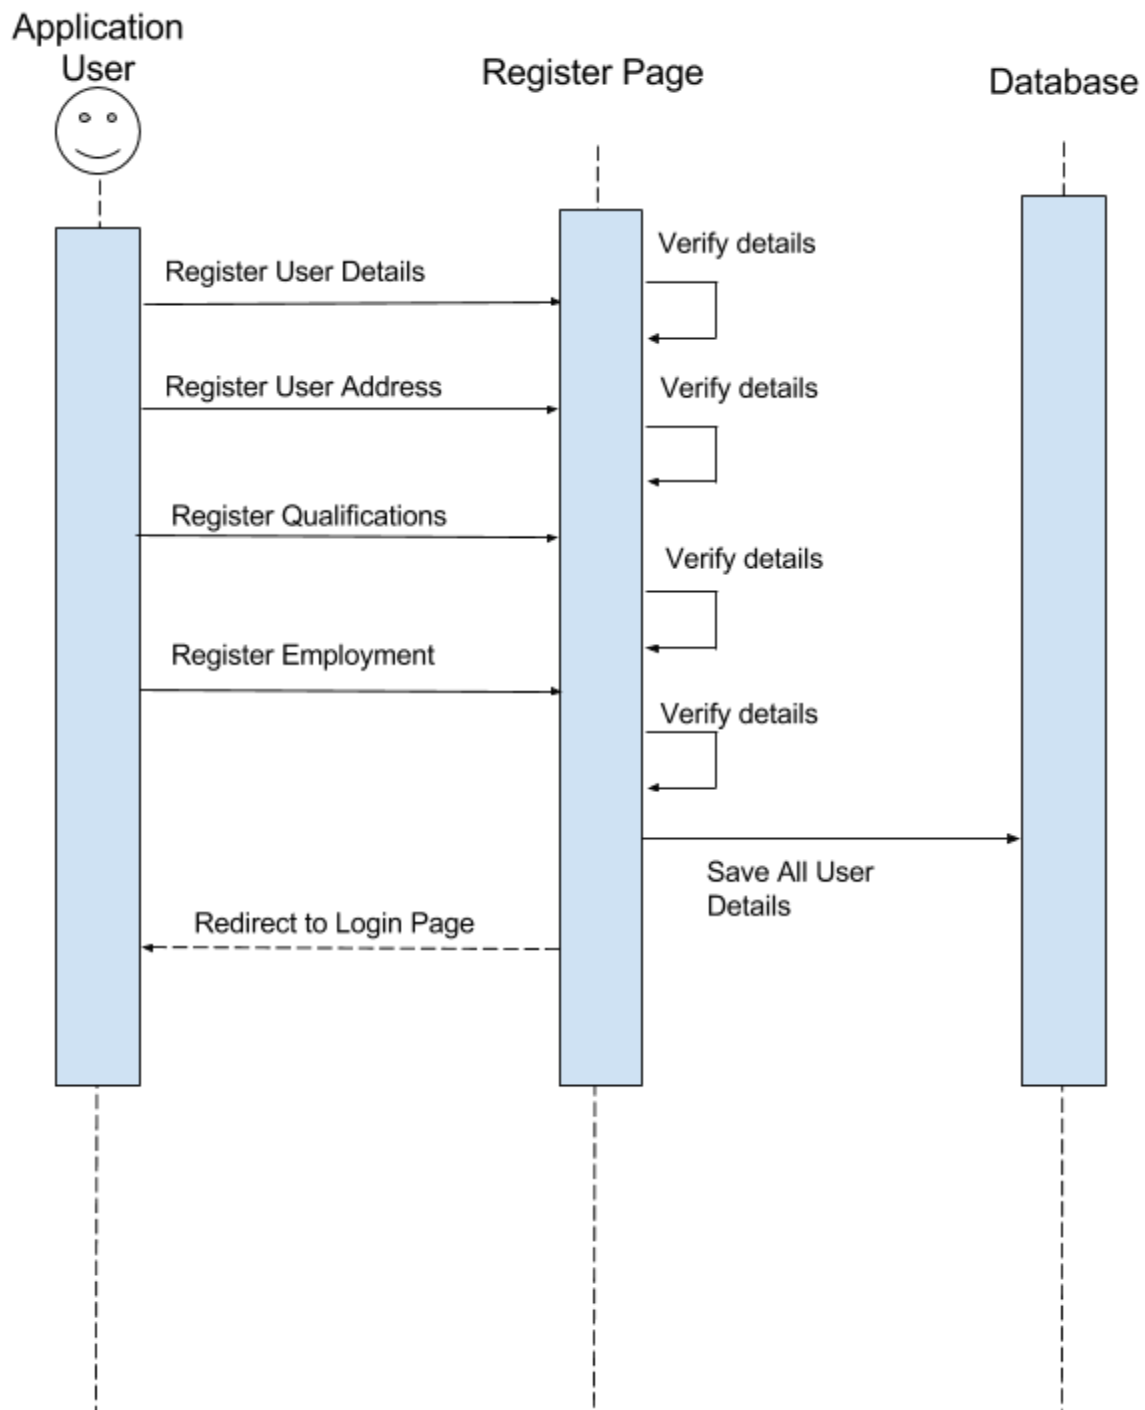 Application
User
Register Page
Database
Verify details
Register User Details
Register User Address
Verify details
Register Qualifications
Verify details
Register Employment
Verify details
Save All User
Details
Redirect to Login Page